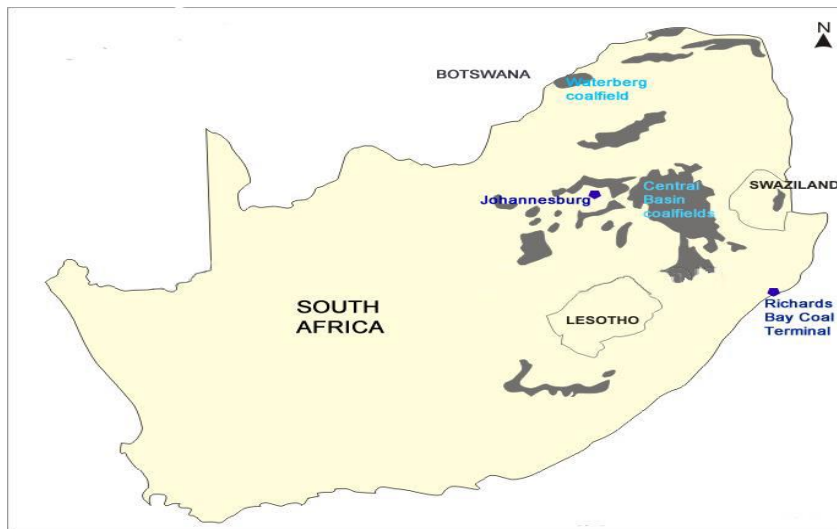 N
BOTSWANA
Waterberg
coalfield
Johannesburg
Central
Basin
coalfields
SWAZILAND
SOUTH
AFRICA
LESOTHO
Richards
Bay Coal
Terminal